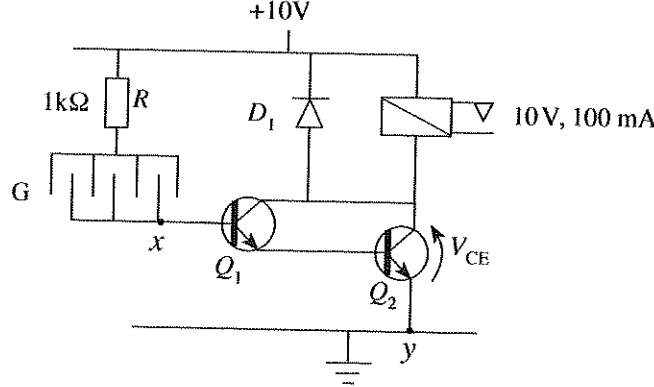 +10V
1kΩ R
D1
10V, 100 mA
G
x
Q1
Q2
VCE
y